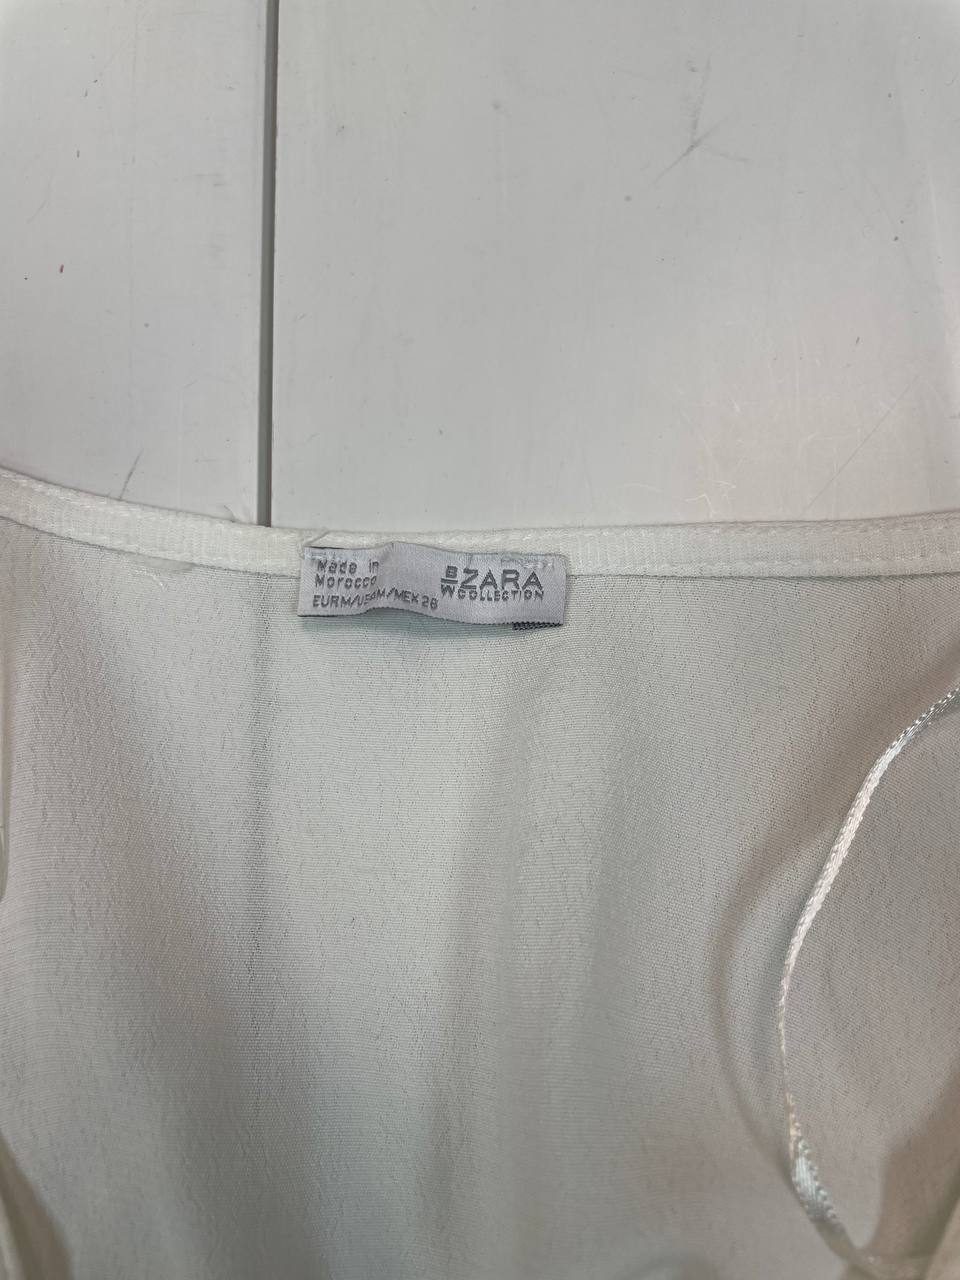 Made in
Morocco
EUR M/USA M/MEX 28
B
W
ZARA
COLLECTION